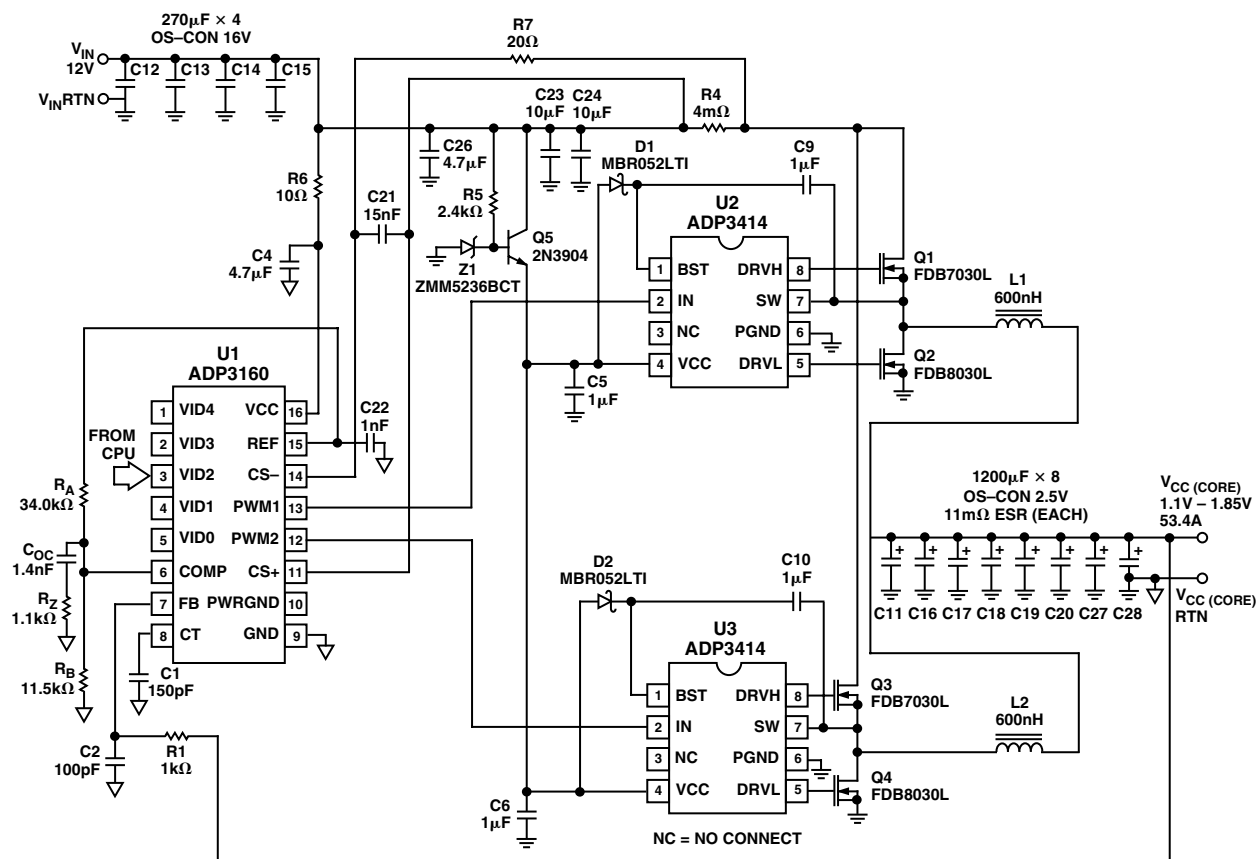 270μF × 4
OS–CON 16V
VIN
12V
VINRTN
C12
C13
C14
C15
R7
20Ω
C23
10μF
C24
10μF
R4
4mΩ
C26
4.7μF
R6
10Ω
C21
15nF
R5
2.4kΩ
Q5
2N3904
Z1
ZMM5236BCT
C4
4.7μF
D1
MBR052LTI
C9
1μF
U2
ADP3414
1 BST DRVH 8
2 IN SW 7
3 NC PGND 6
4 VCC DRVL 5
Q1
FDB7030L
L1
600nH
Q2
FDB8030L
C5
1μF
U1
ADP3160
1 VID4 VCC 16
2 VID3 REF 15
3 VID2 CS– 14
4 VID1 PWM1 13
5 VID0 PWM2 12
6 COMP CS+ 11
7 FB PWRGND 10
8 CT GND 9
FROM
CPU
C22
1nF
RA
34.0kΩ
COC
1.4nF
RZ
1.1kΩ
RB
11.5kΩ
C1
150pF
C2
100pF
R1
1kΩ
1200μF × 8
OS–CON 2.5V
11mΩ ESR (EACH)
VCC (CORE)
1.1V – 1.85V
53.4A
+ + + + + + + +
C11 C16 C17 C18 C19 C20 C27 C28
VCC (CORE)
RTN
D2
MBR052LTI
C10
1μF
U3
ADP3414
1 BST DRVH 8
2 IN SW 7
3 NC PGND 6
4 VCC DRVL 5
Q3
FDB7030L
L2
600nH
Q4
FDB8030L
C6
1μF
NC = NO CONNECT